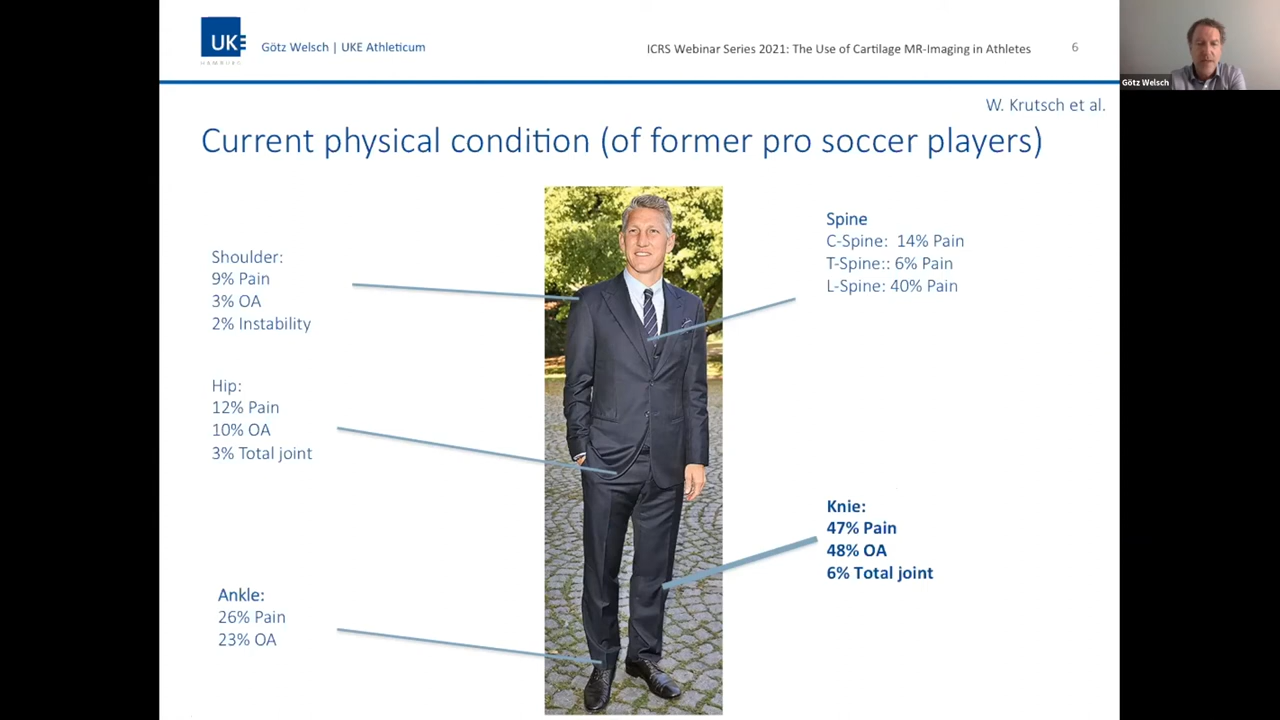 UKE
HAMBURG
Götz Welsch | UKE Athleticum
ICRS Webinar Series 2021: The Use of Cartilage MR-Imaging in Athletes
6
Götz Welsch
W. Krutsch et al.
Current physical condition (of former pro soccer players)
Shoulder:
9% Pain
3% OA
2% Instability
Hip:
12% Pain
10% OA
3% Total joint
Ankle:
26% Pain
23% OA
Spine
C-Spine: 14% Pain
T-Spine:: 6% Pain
L-Spine: 40% Pain
Knie:
47% Pain
48% OA
6% Total joint